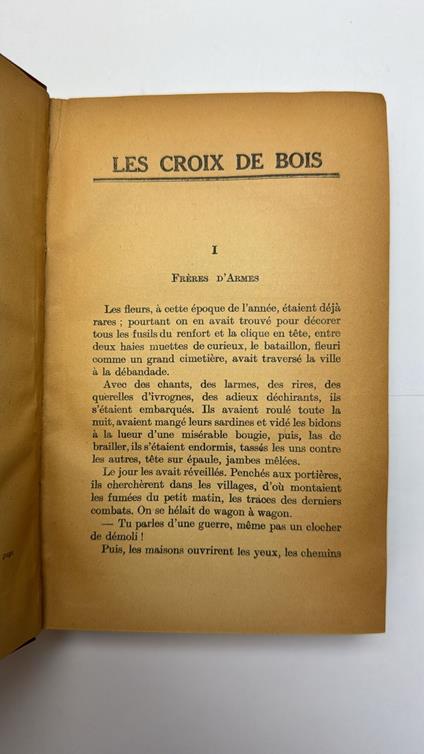 LES CROIX DE BOIS
I
FRÈRES D'ARMES
Les fleurs, à cette époque de l'année, étaient déjà
rares ; pourtant on en avait trouvé pour décorer
tous les fusils du renfort et la clique en tête, entre
deux haies muettes de curieux, le bataillon, fleuri
comme un grand cimetière, avait traversé la ville
à la débandade.
Avec des chants, des larmes, des rires, des
querelles d'ivrognes, des adieux déchirants, ils
s'étaient embarqués. Ils avaient roulé toute la
nuit, avaient mangé leurs sardines et vidé les bidons
à la lueur d'une misérable bougie, puis, las de
brailler, ils s'étaient endormis, tassés les uns contre
les autres, tête sur épaule, jambes mêlées.
Le jour les avait réveillés. Penchés aux portières,
ils cherchèrent dans les villages, d'où montaient
les fumées du petit matin, les traces des derniers
combats. On se hélait de wagon à wagon.
— Tu parles d'une guerre, même pas un clocher
de démoli !
Puis, les maisons ouvrirent les yeux, les chemins